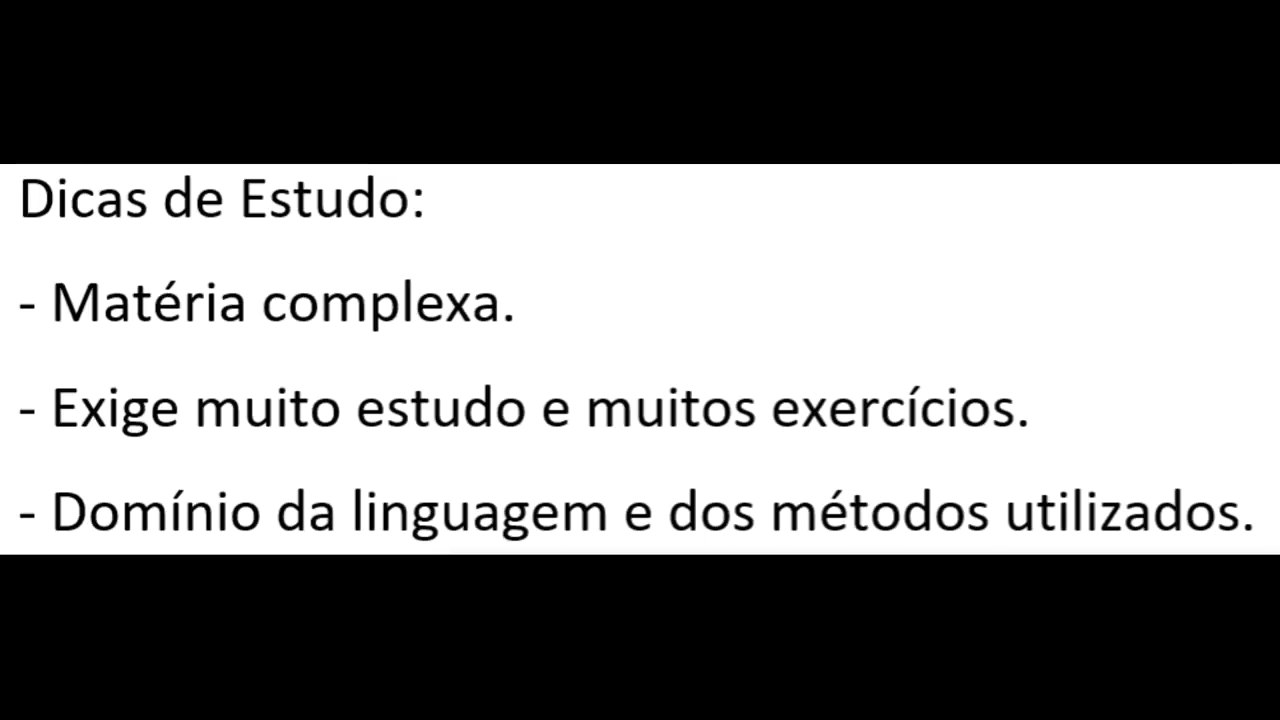 Dicas de Estudo:
- Matéria complexa.
- Exige muito estudo e muitos exercícios.
- Domínio da linguagem e dos métodos utilizados.